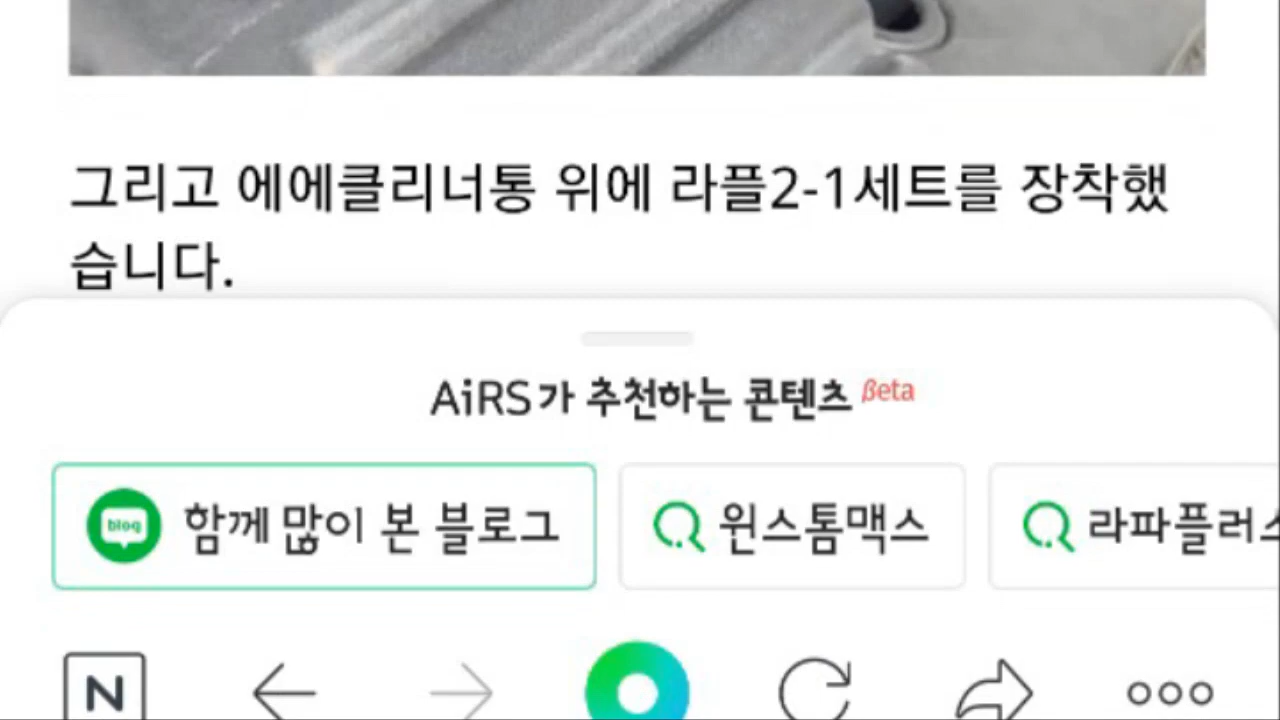 그리고 에에클리너통 위에 라플2-1세트를 장착했
습니다.
AiRS가 추천하는 콘텐츠 Beta
blog 함께 많이 본 블로그
윈스톰맥스
라파플러스
N